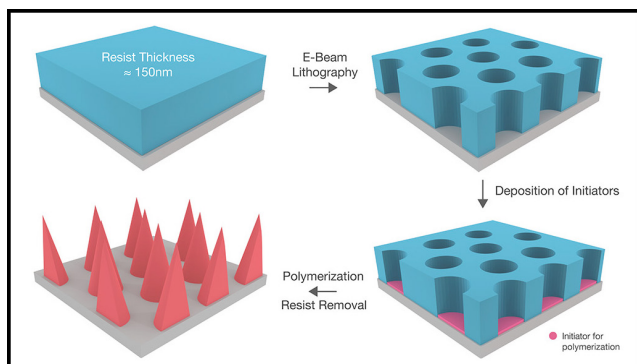 Resist Thickness
≈ 150nm
E-Beam
Lithography
Deposition of Initiators
Polymerization
Resist Removal
Initiator for
polymerization